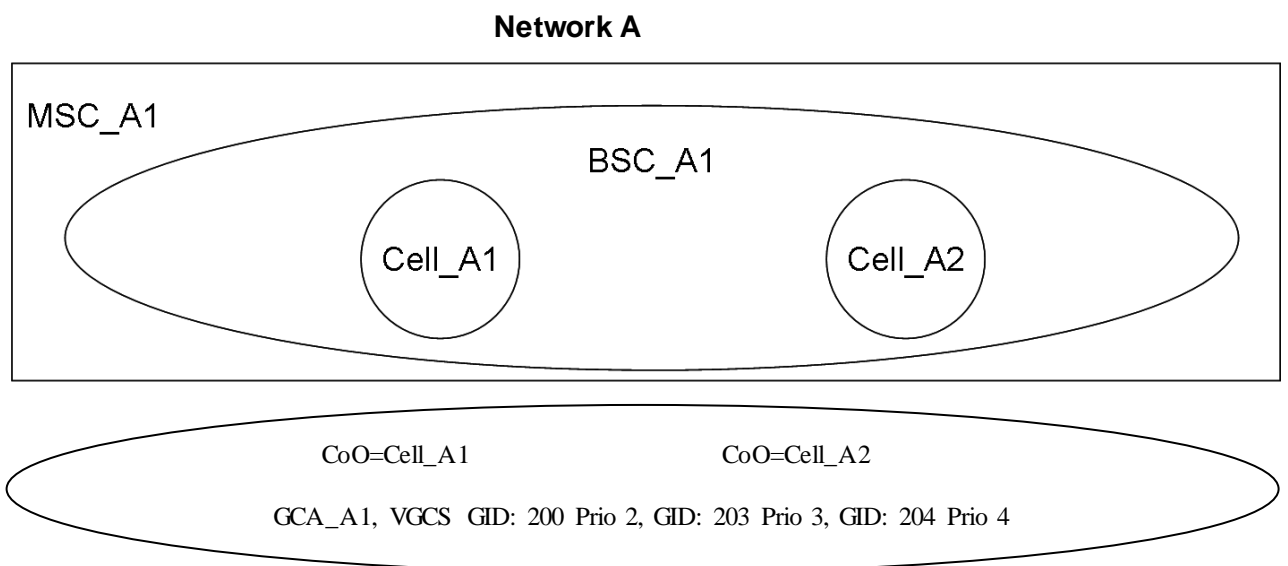 Network A
MSC_A1
BSC_A1
Cell_A1
Cell_A2
CoO=Cell_A1
CoO=Cell_A2
GCA_A1, VGCS GID: 200 Prio 2, GID: 203 Prio 3, GID: 204 Prio 4